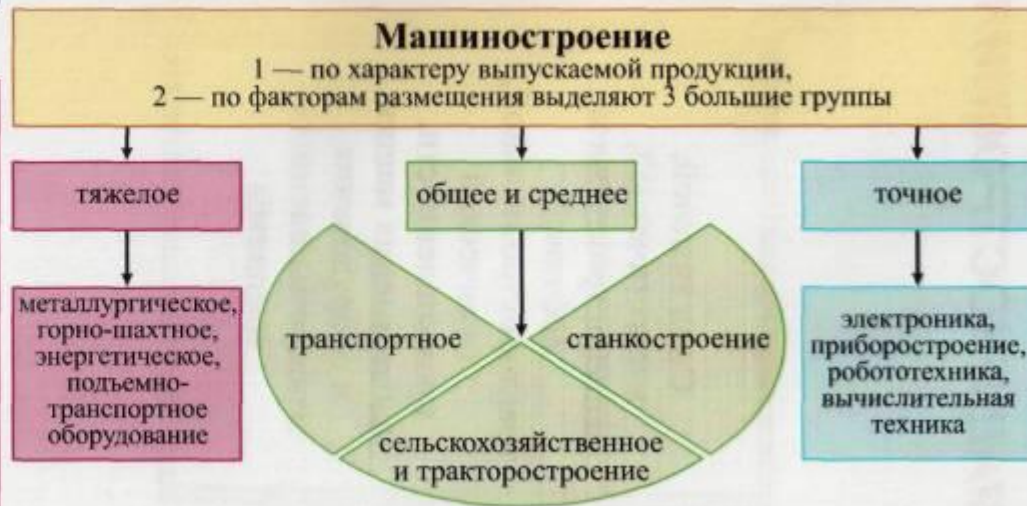 Машиностроение
1 — по характеру выпускаемой продукции,
2 — по факторам размещения выделяют 3 большие группы
тяжелое
общее и среднее
точное
металлургическое,
горно-шахтное,
энергетическое,
подъемно-
транспортное
оборудование
транспортное
станкостроение
сельскохозяйственное
и тракторостроение
электроника,
приборостроение,
робототехника,
вычислительная
техника